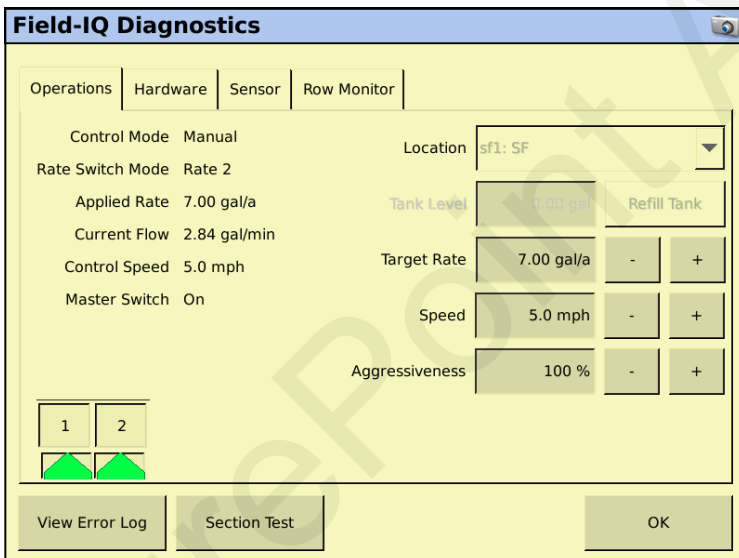 Field-IQ Diagnostics
Operations Hardware Sensor Row Monitor
Control Mode Manual
Rate Switch Mode Rate 2
Applied Rate 7.00 gal/a
Current Flow 2.84 gal/min
Control Speed 5.0 mph
Master Switch On
Location sf1: SF
Tank Level 0.00 gal Refill Tank
Target Rate 7.00 gal/a - +
Speed 5.0 mph - +
Aggressiveness 100 % - +
1 2
View Error Log Section Test OK